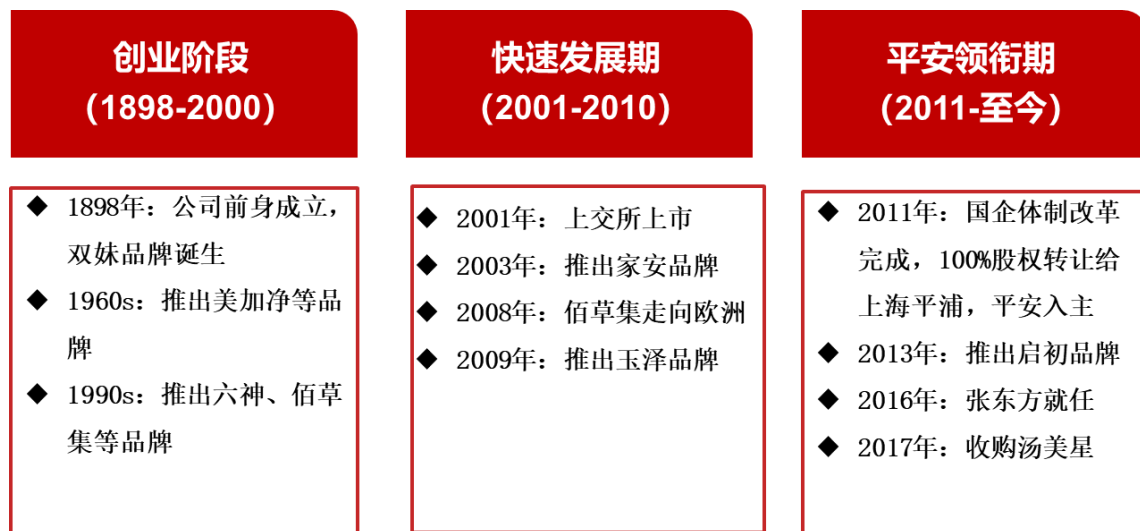 创业阶段
（1898-2000）
◆ 1898年：公司前身成立，
双妹品牌诞生
◆ 1960s：推出美加净等品
牌
◆ 1990s：推出六神、佰草
集等品牌
快速发展期
（2001-2010）
◆ 2001年：上交所上市
◆ 2003年：推出家安品牌
◆ 2008年：佰草集走向欧洲
◆ 2009年：推出玉泽品牌
平安领衔期
（2011-至今）
◆ 2011年：国企体制改革
完成，100%股权转让给
上海平浦，平安入主
◆ 2013年：推出启初品牌
◆ 2016年：张东方就任
◆ 2017年：收购汤美星